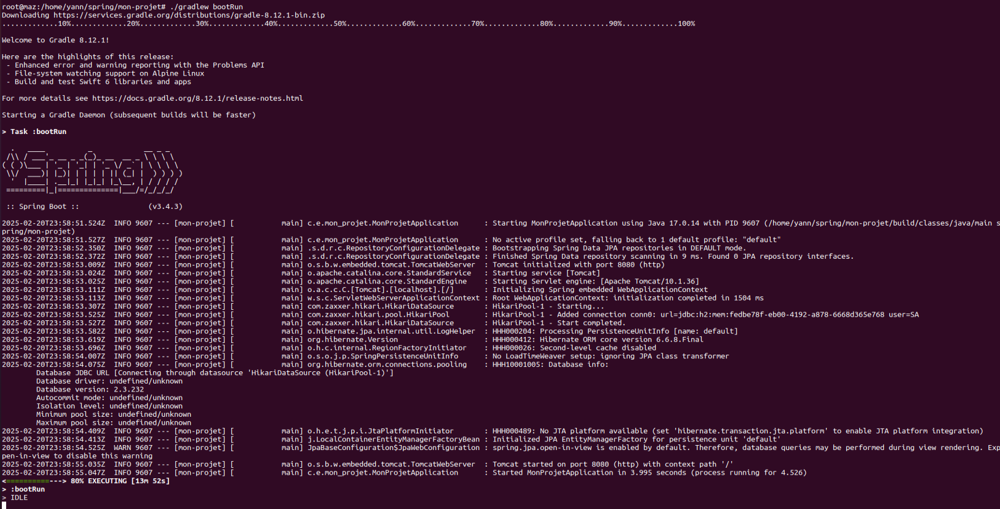 root@maz:/home/yann/spring/mon-projet# ./gradlew bootRun
Downloading https://services.gradle.org/distributions/gradle-8.12.1-bin.zip
.............10%.............20%.............30%.............40%.............50%.............60%.............70%.............80%.............90%.............100%
Welcome to Gradle 8.12.1!
Here are the highlights of this release:
 - Enhanced error and warning reporting with the Problems API
 - File-system watching support on Alpine Linux
 - Build and test Swift 6 libraries and apps
For more details see https://docs.gradle.org/8.12.1/release-notes.html
Starting a Gradle Daemon (subsequent builds will be faster)
> Task :bootRun
  .   ____          _            __ _ _
 /\\ / ___'_ __ _ _(_)_ __  __ _ \ \ \ \
( ( )\___ | '_ | '_| | '_ \/ _` | \ \ \ \
 \\/  ___)| |_)| | | | | || (_| |  ) ) ) )
  '  |____| .__|_| |_|_| |_\__, | / / / /
 =========|_|==============|___/=/_/_/_/
 :: Spring Boot ::                (v3.4.3)
2025-02-20T23:58:51.524Z  INFO 9607 --- [mon-projet] [           main] c.e.mon_projet.MonProjetApplication      : Starting MonProjetApplication using Java 17.0.14 with PID 9607 (/home/yann/spring/mon-projet/build/classes/java/main s
pring/mon-projet)
2025-02-20T23:58:51.527Z  INFO 9607 --- [mon-projet] [           main] c.e.mon_projet.MonProjetApplication      : No active profile set, falling back to 1 default profile: "default"
2025-02-20T23:58:52.350Z  INFO 9607 --- [mon-projet] [           main] .s.d.r.c.RepositoryConfigurationDelegate : Bootstrapping Spring Data JPA repositories in DEFAULT mode.
2025-02-20T23:58:52.372Z  INFO 9607 --- [mon-projet] [           main] .s.d.r.c.RepositoryConfigurationDelegate : Finished Spring Data repository scanning in 9 ms. Found 0 JPA repository interfaces.
2025-02-20T23:58:53.009Z  INFO 9607 --- [mon-projet] [           main] o.s.b.w.embedded.tomcat.TomcatWebServer  : Tomcat initialized with port 8080 (http)
2025-02-20T23:58:53.024Z  INFO 9607 --- [mon-projet] [           main] o.apache.catalina.core.StandardService   : Starting service [Tomcat]
2025-02-20T23:58:53.025Z  INFO 9607 --- [mon-projet] [           main] o.apache.catalina.core.StandardEngine    : Starting Servlet engine: [Apache Tomcat/10.1.36]
2025-02-20T23:58:53.111Z  INFO 9607 --- [mon-projet] [           main] o.a.c.c.C.[Tomcat].[localhost].[/]       : Initializing Spring embedded WebApplicationContext
2025-02-20T23:58:53.113Z  INFO 9607 --- [mon-projet] [           main] w.s.c.ServletWebServerApplicationContext : Root WebApplicationContext: initialization completed in 1504 ms
2025-02-20T23:58:53.307Z  INFO 9607 --- [mon-projet] [           main] com.zaxxer.hikari.HikariDataSource       : HikariPool-1 - Starting...
2025-02-20T23:58:53.525Z  INFO 9607 --- [mon-projet] [           main] com.zaxxer.hikari.pool.HikariPool        : HikariPool-1 - Added connection conn0: url=jdbc:h2:mem:fedbe78f-eb00-4192-a878-6668d365e768 user=SA
2025-02-20T23:58:53.527Z  INFO 9607 --- [mon-projet] [           main] com.zaxxer.hikari.HikariDataSource       : HikariPool-1 - Start completed.
2025-02-20T23:58:53.582Z  INFO 9607 --- [mon-projet] [           main] o.hibernate.jpa.internal.util.LogHelper  : HHH000204: Processing PersistenceUnitInfo [name: default]
2025-02-20T23:58:53.619Z  INFO 9607 --- [mon-projet] [           main] org.hibernate.Version                    : HHH000412: Hibernate ORM core version 6.6.8.Final
2025-02-20T23:58:53.696Z  INFO 9607 --- [mon-projet] [           main] o.h.c.internal.RegionFactoryInitiator    : HHH000026: Second-level cache disabled
2025-02-20T23:58:54.007Z  INFO 9607 --- [mon-projet] [           main] o.s.o.j.p.SpringPersistenceUnitInfo      : No LoadTimeWeaver setup: ignoring JPA class transformer
2025-02-20T23:58:54.075Z  INFO 9607 --- [mon-projet] [           main] org.hibernate.orm.connections.pooling    : HHH10001005: Database info:
        Database JDBC URL [Connecting through datasource 'HikariDataSource (HikariPool-1)']
        Database driver: undefined/unknown
        Database version: 2.3.232
        Autocommit mode: undefined/unknown
        Isolation level: undefined/unknown
        Minimum pool size: undefined/unknown
        Maximum pool size: undefined/unknown
2025-02-20T23:58:54.409Z  INFO 9607 --- [mon-projet] [           main] o.h.e.t.j.p.i.JtaPlatformInitiator       : HHH000489: No JTA platform available (set 'hibernate.transaction.jta.platform' to enable JTA platform integration)
2025-02-20T23:58:54.413Z  INFO 9607 --- [mon-projet] [           main] j.LocalContainerEntityManagerFactoryBean : Initialized JPA EntityManagerFactory for persistence unit 'default'
2025-02-20T23:58:54.525Z  WARN 9607 --- [mon-projet] [           main] JpaBaseConfiguration$JpaWebConfiguration : spring.jpa.open-in-view is enabled by default. Therefore, database queries may be performed during view rendering. Exp
pen-in-view to disable this warning
2025-02-20T23:58:55.035Z  INFO 9607 --- [mon-projet] [           main] o.s.b.w.embedded.tomcat.TomcatWebServer  : Tomcat started on port 8080 (http) with context path '/'
2025-02-20T23:58:55.047Z  INFO 9607 --- [mon-projet] [           main] c.e.mon_projet.MonProjetApplication      : Started MonProjetApplication in 3.995 seconds (process running for 4.526)
<==========---> 80% EXECUTING [13m 52s]
> :bootRun
> IDLE